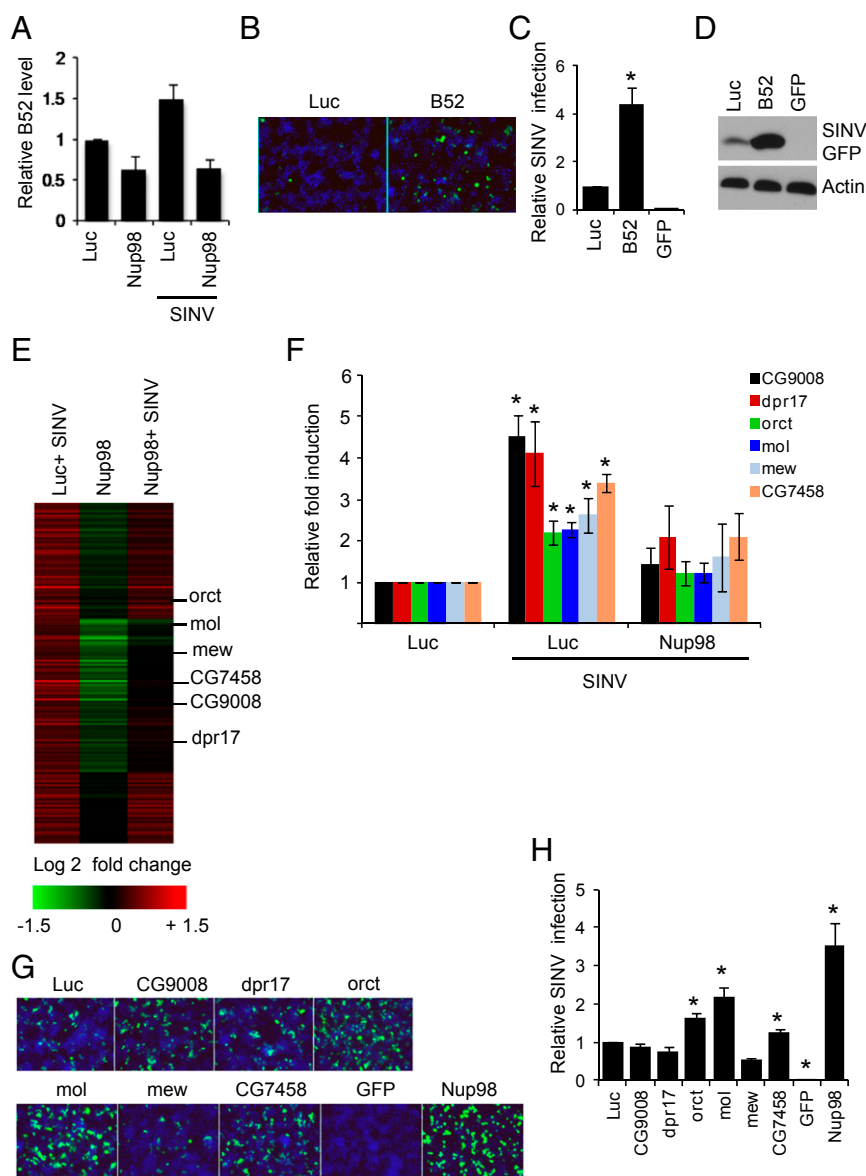 A
Relative B52 level
2
1.5
1
0.5
0
Luc
Nup98
Luc
Nup98
SINV
B
Luc
B52
C
Relative SINV infection
6
4
2
0
*
Luc
B52
GFP
D
Luc
B52
GFP
SINV
GFP
Actin
E
Luc+ SINV
Nup98
Nup98+ SINV
orct
mol
mew
CG7458
CG9008
dpr17
Log 2 fold change
-1.5
0
+ 1.5
F
Relative fold induction
6
5
4
3
2
1
0
* * * * * *
CG9008
dpr17
orct
mol
mew
CG7458
Luc
Luc
Nup98
SINV
G
Luc
CG9008
dpr17
orct
mol
mew
CG7458
GFP
Nup98
H
Relative SINV infection
5
4
3
2
1
0
* * * * *
Luc
CG9008
dpr17
orct
mol
mew
CG7458
GFP
Nup98